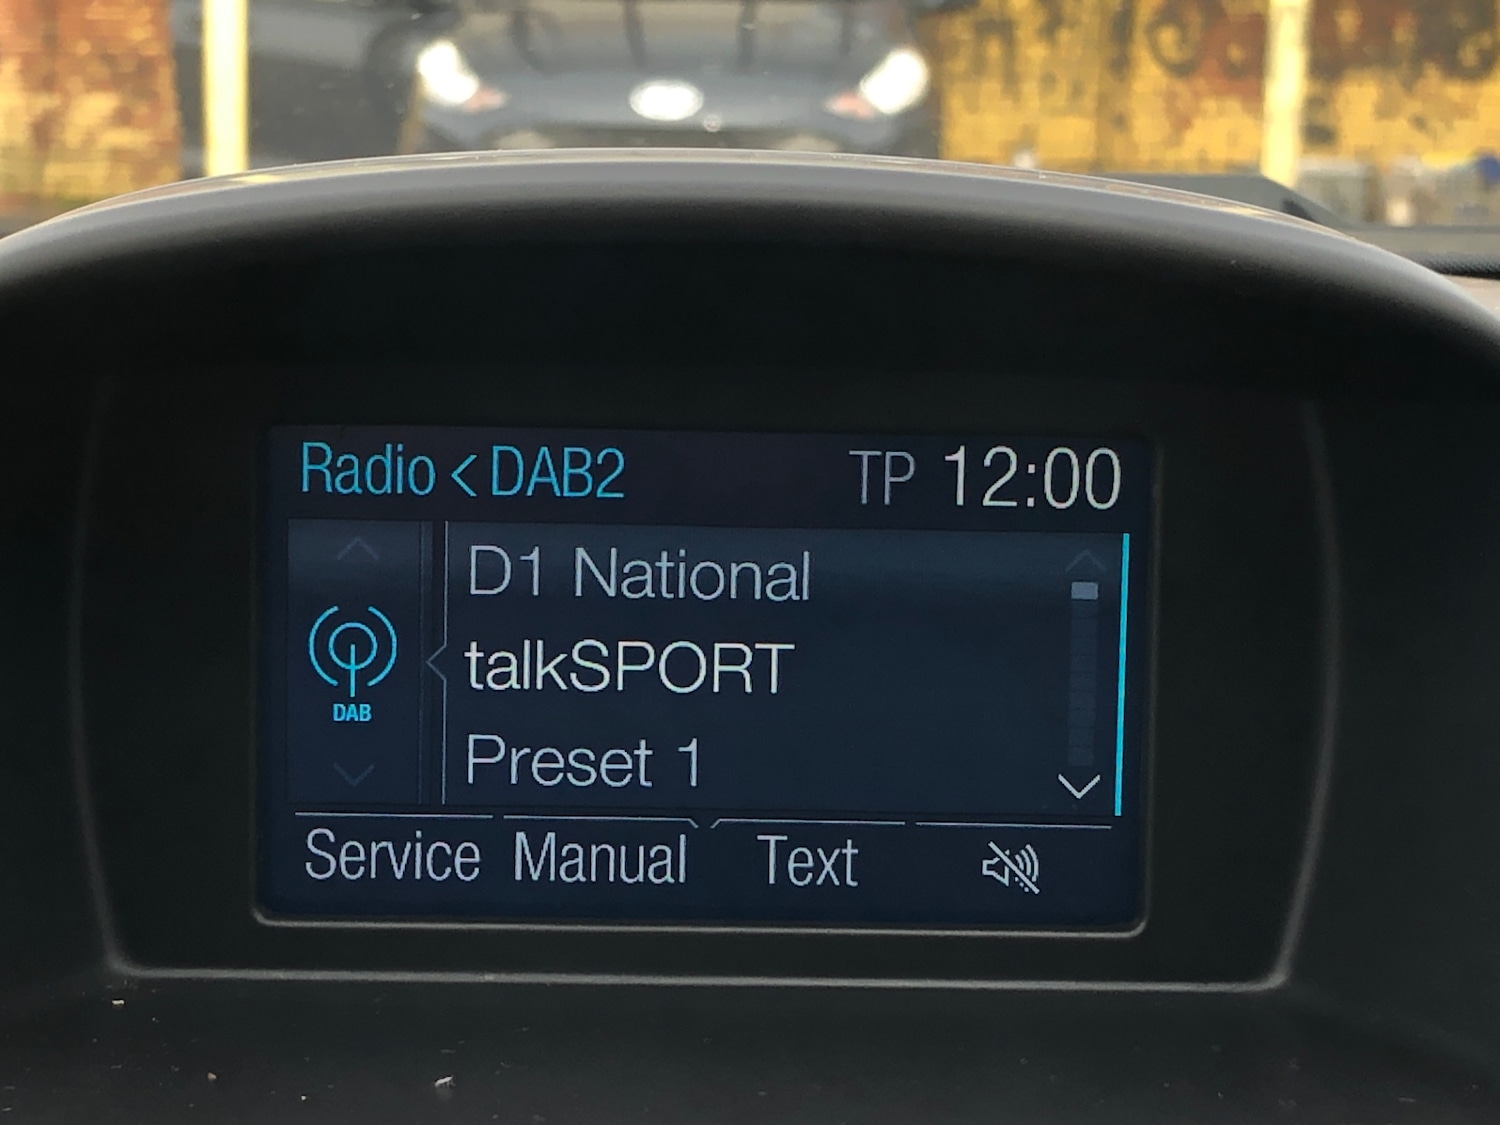 Radio < DAB2 TP 12:00
D1 National
talkSPORT
DAB
Preset 1
Service Manual Text